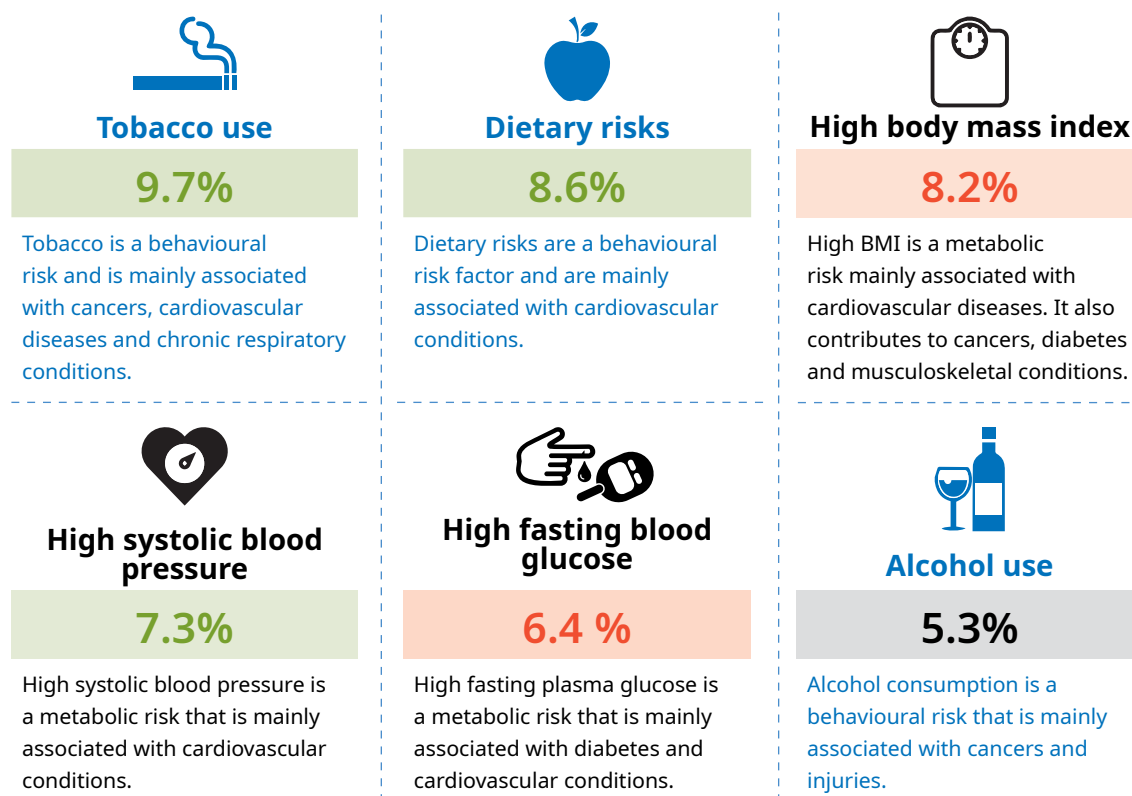 Tobacco use
9.7%
Tobacco is a behavioural
risk and is mainly associated
with cancers, cardiovascular
diseases and chronic respiratory
conditions.
Dietary risks
8.6%
Dietary risks are a behavioural
risk factor and are mainly
associated with cardiovascular
conditions.
High body mass index
8.2%
High BMI is a metabolic
risk mainly associated with
cardiovascular diseases. It also
contributes to cancers, diabetes
and musculoskeletal conditions.
High systolic blood
pressure
7.3%
High systolic blood pressure is
a metabolic risk that is mainly
associated with cardiovascular
conditions.
High fasting blood
glucose
6.4 %
High fasting plasma glucose is
a metabolic risk that is mainly
associated with diabetes and
cardiovascular conditions.
Alcohol use
5.3%
Alcohol consumption is a
behavioural risk that is mainly
associated with cancers and
injuries.